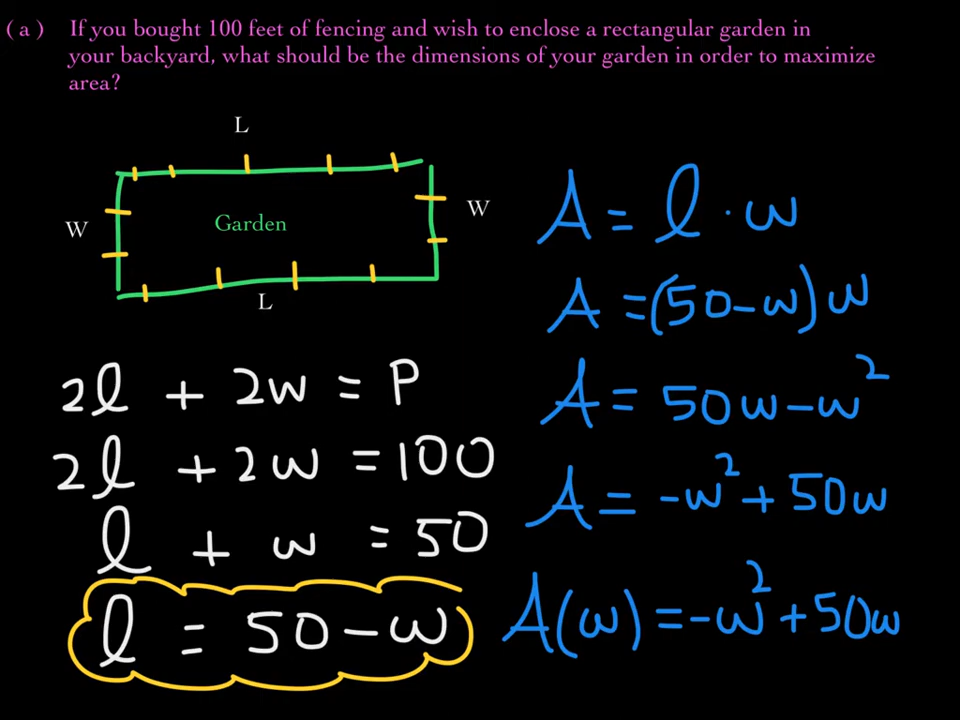 (a) If you bought 100 feet of fencing and wish to enclose a rectangular garden in
your backyard, what should be the dimensions of your garden in order to maximize
area?
L
W
Garden
W
L
2l + 2w = P
2l + 2w = 100
l + w = 50
l = 50 - w
A = l · w
A = (50 - w) w
A = 50w - w²
A = -w² + 50w
A(w) = -w² + 50w